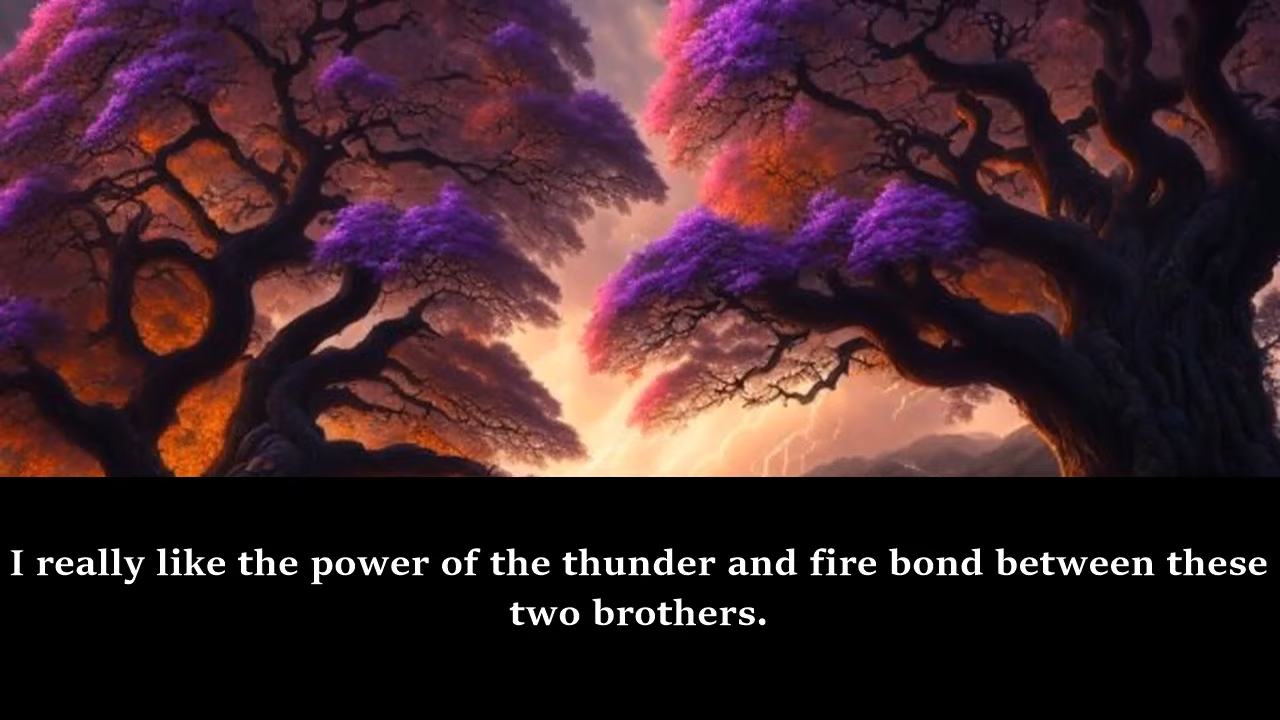 I really like the power of the thunder and fire bond between these
two brothers.